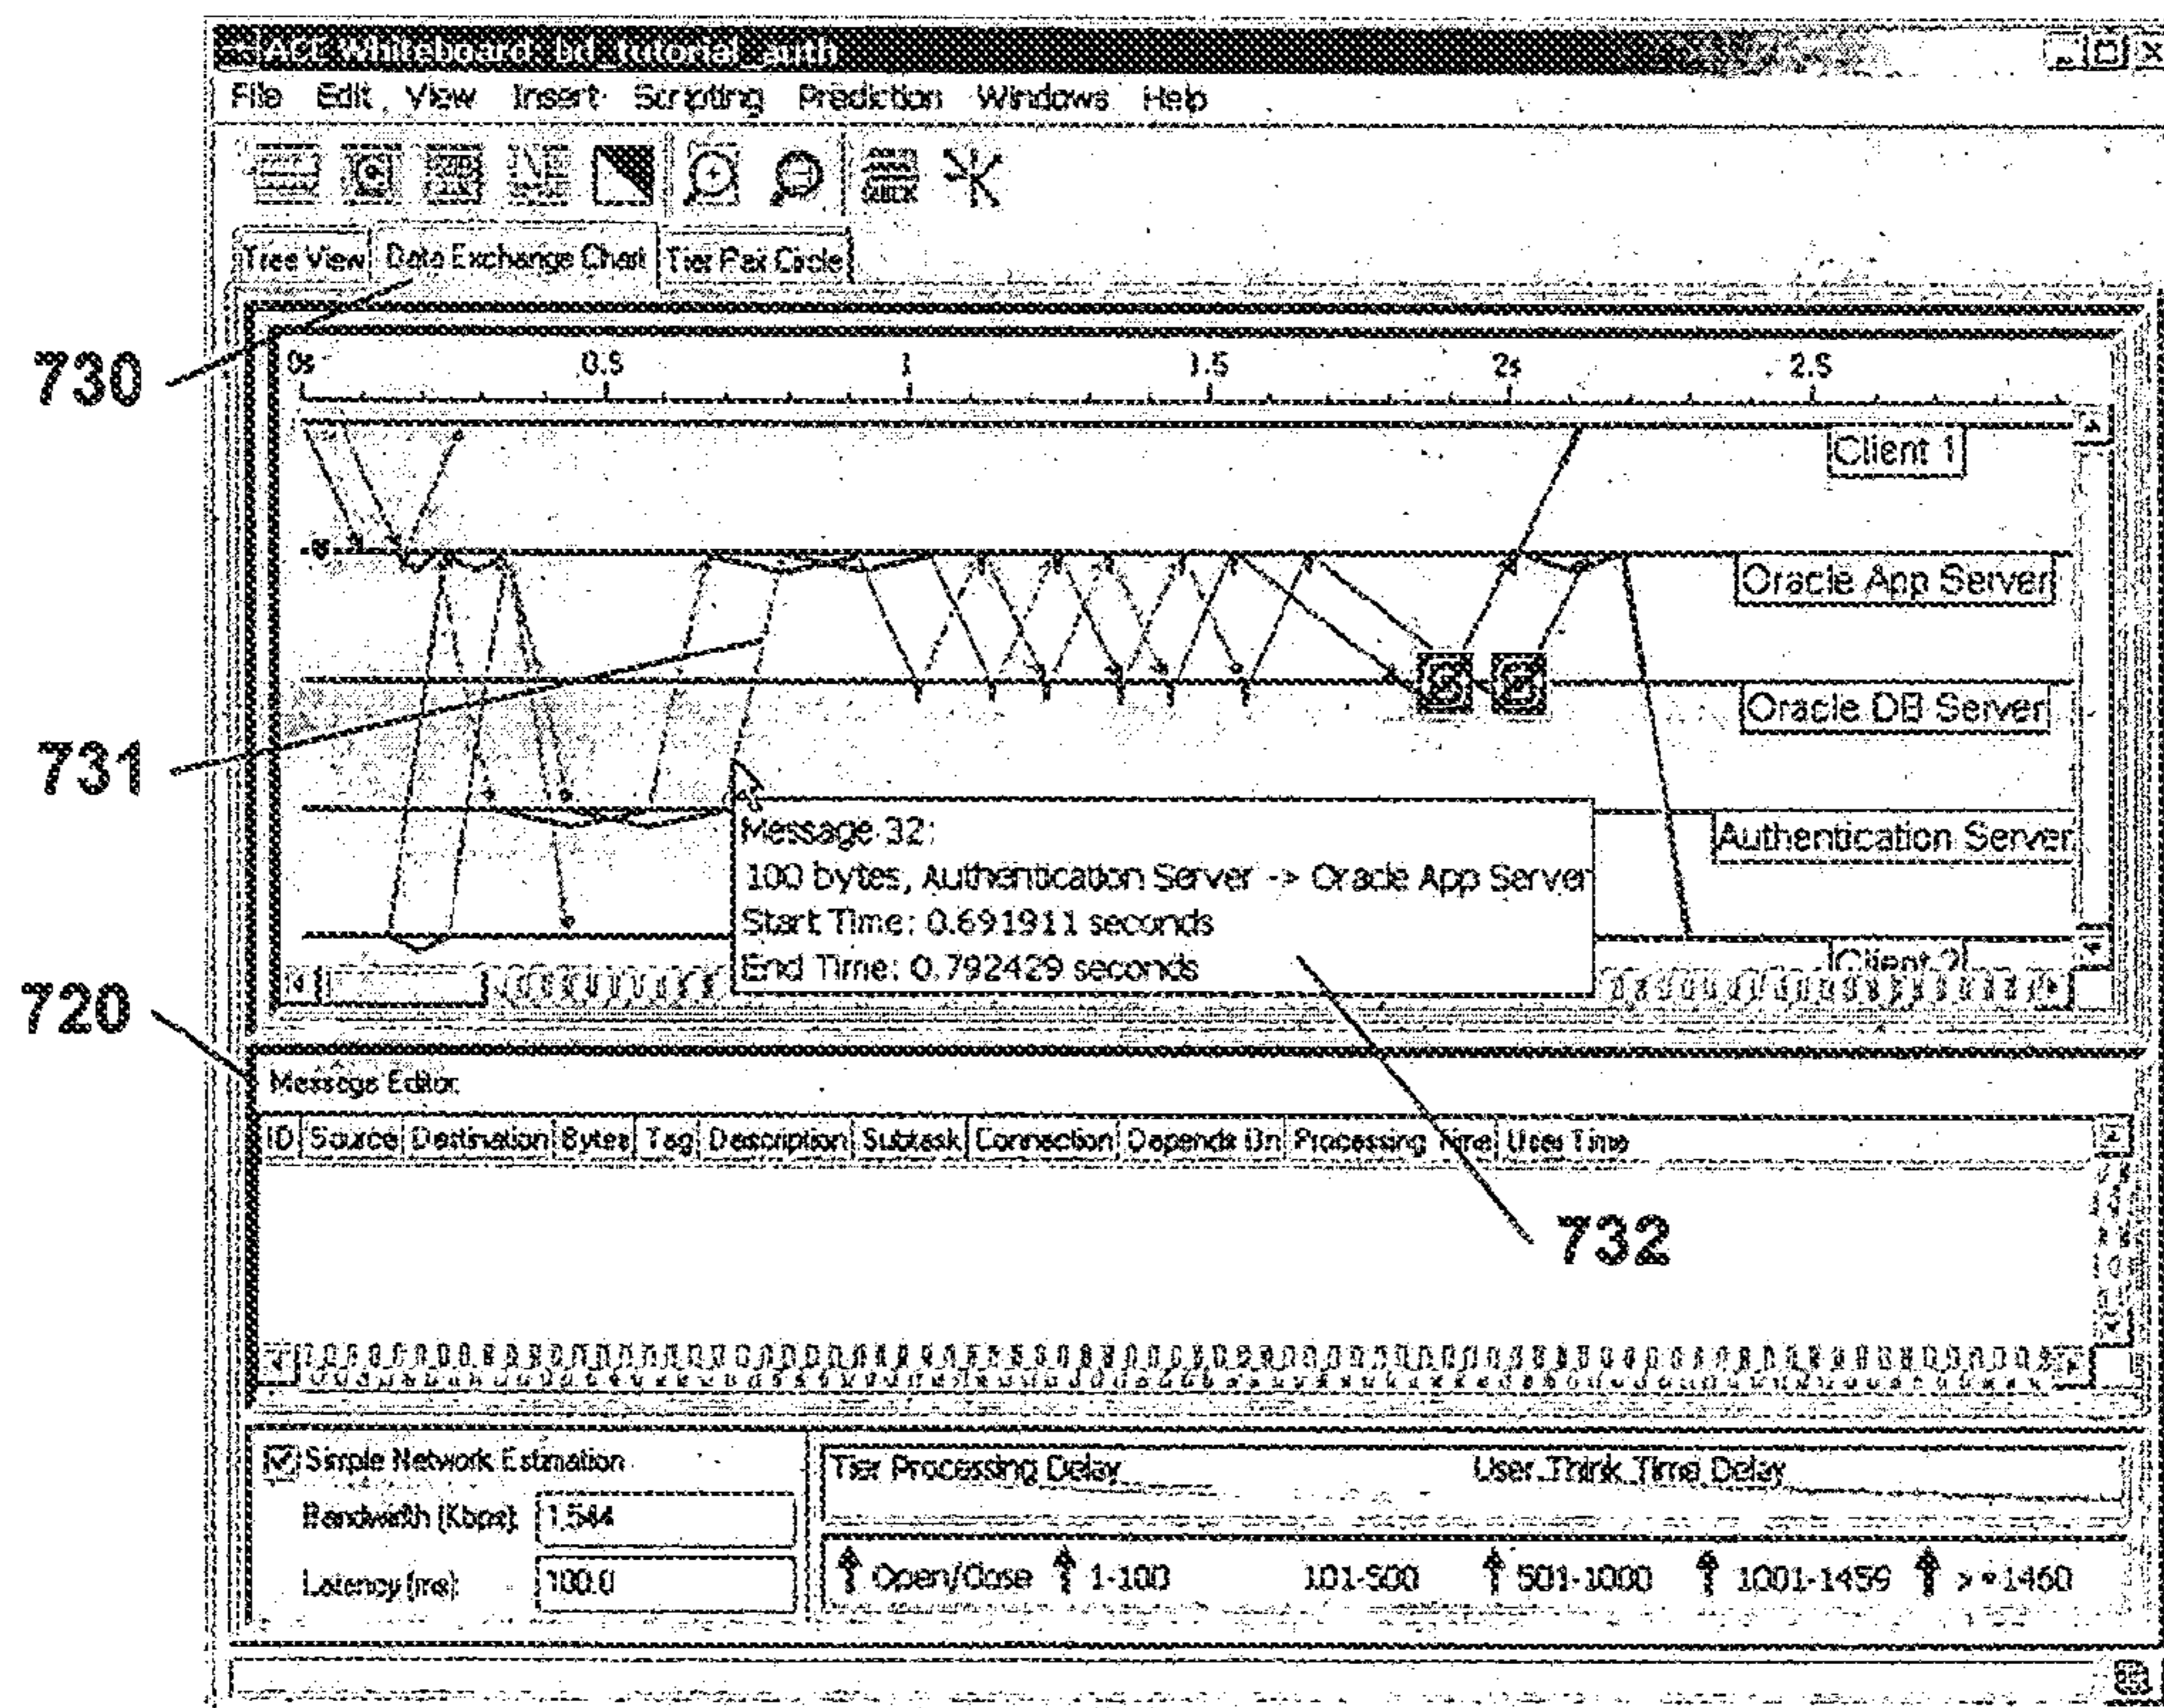 ACE Whiteboard: bd_tutorial_auth
File Edit View Insert Scripting Prediction Windows Help
QUICK
Tree View Data Exchange Chart Tier Pair Circle
730
0s 0.5 1 1.5 2s 2.5
Client 1
Oracle App Server
731
Oracle DB Server
Authentication Server
Message 32:
100 bytes, Authentication Server -> Oracle App Server
Start Time: 0.691911 seconds
End Time: 0.792429 seconds
Client 2
720
Message Editor
ID Source Destination Bytes Tag Description Subtask Connection Depends On Processing Time User Time
732
Simple Network Estimation
Bandwidth (Kbps): 1,544
Latency (ms): 100.0
Tier Processing Delay User Think Time Delay
Open/Close 1-100 101-500 501-1000 1001-1459 >=1460